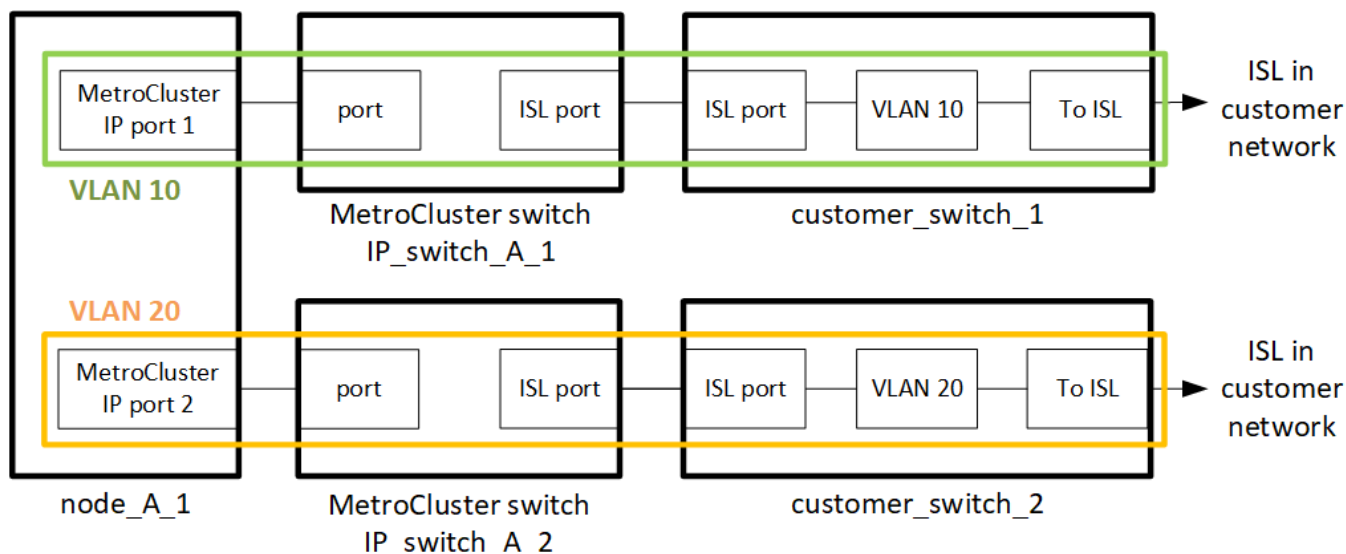 MetroCluster
IP port 1
port
ISL port
ISL port
VLAN 10
To ISL
ISL in
customer
network
VLAN 10
MetroCluster switch
IP_switch_A_1
customer_switch_1
VLAN 20
MetroCluster
IP port 2
port
ISL port
ISL port
VLAN 20
To ISL
ISL in
customer
network
node_A_1
MetroCluster switch
IP_switch_A_2
customer_switch_2